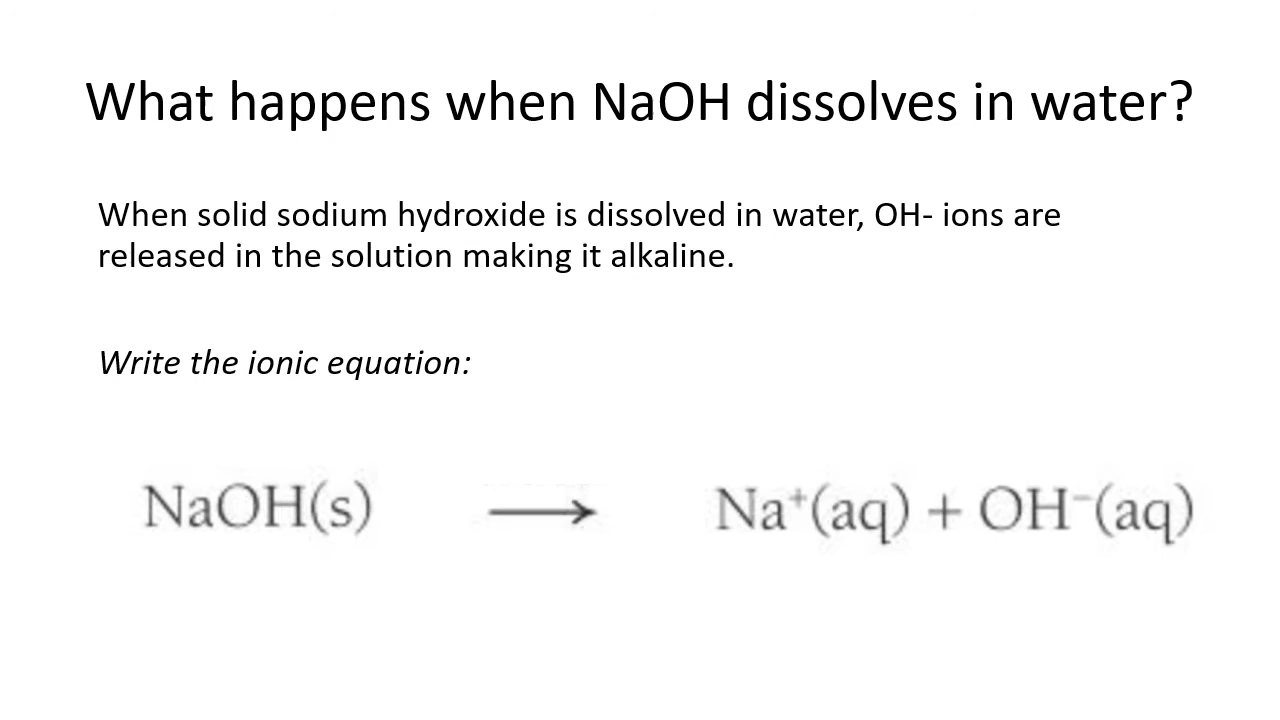 What happens when NaOH dissolves in water?
When solid sodium hydroxide is dissolved in water, OH- ions are
released in the solution making it alkaline.
Write the ionic equation:
NaOH(s) ⟶ Na⁺(aq) + OH⁻(aq)